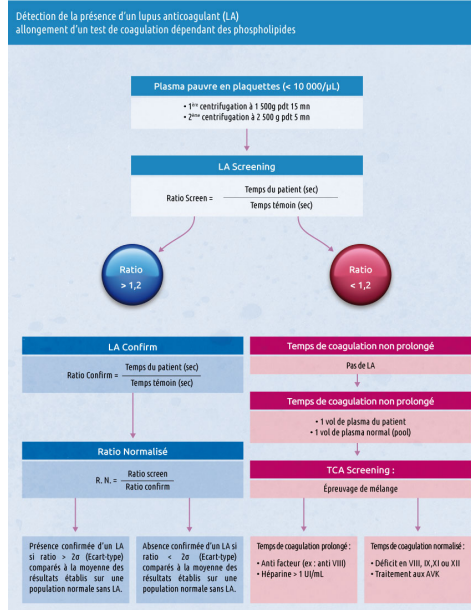 Détection de la présence d'un lupus anticoagulant (LA)
allongement d'un test de coagulation dépendant des phospholipides
Plasma pauvre en plaquettes (< 10 000/µL)
• 1ère centrifugation à 1 500g pdt 15 mn
• 2ème centrifugation à 2 500 g pdt 5 mn
LA Screening
Ratio Screen =
Temps du patient (sec)
Temps témoin (sec)
Ratio
> 1,2
Ratio
< 1,2
LA Confirm
Ratio Confirm =
Temps du patient (sec)
Temps témoin (sec)
Ratio Normalisé
R. N. =
Ratio screen
Ratio confirm
Présence confirmée d'un LA
si ratio > 2σ (Ecart-type)
comparés à la moyenne des
résultats établis sur une
population normale sans LA.
Absence confirmée d'un LA si
ratio < 2σ (Ecart-type)
comparés à la moyenne des
résultats établis sur une
population normale sans LA.
Temps de coagulation non prolongé
Pas de LA
Temps de coagulation non prolongé
• 1 vol de plasma du patient
• 1 vol de plasma normal (pool)
TCA Screening :
Épreuvage de mélange
Temps de coagulation prolongé :
• Anti facteur (ex : anti VIII)
• Héparine > 1 UI/mL
Temps de coagulation normalisé :
• Déficit en VIII, IX,XI ou XII
• Traitement aux AVK